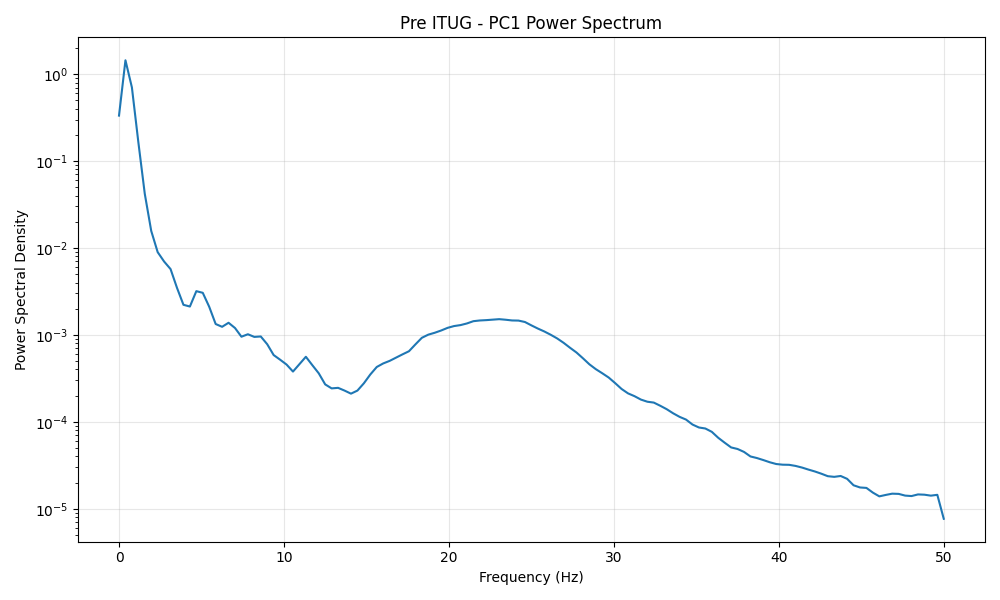 Pre ITUG - PC1 Power Spectrum
Power Spectral Density
10⁰
10⁻¹
10⁻²
10⁻³
10⁻⁴
10⁻⁵
0 10 20 30 40 50
Frequency (Hz)